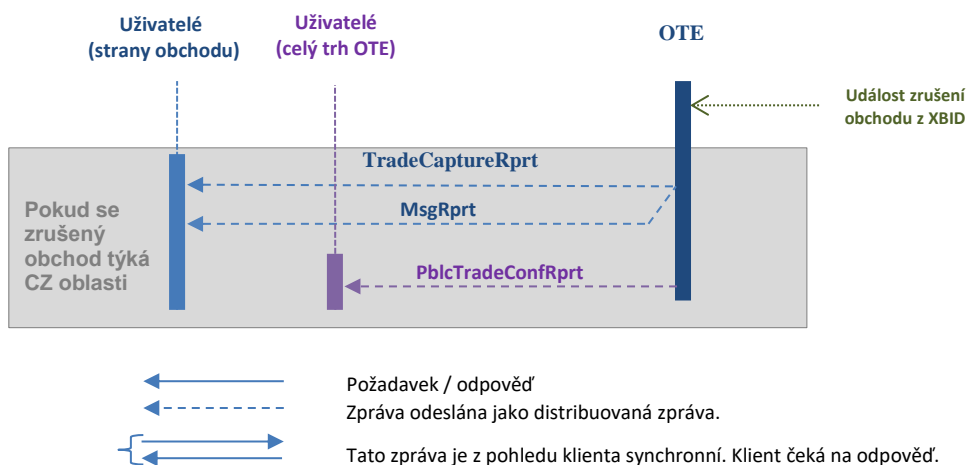 Uživatelé
(strany obchodu)
Uživatelé
(celý trh OTE)
OTE
Událost zrušení
obchodu z XBID
TradeCaptureRprt
MsgRprt
Pokud se
zrušený
obchod týká
CZ oblasti
PblcTradeConfRprt
Požadavek / odpověď
Zpráva odeslána jako distribuovaná zpráva.
Tato zpráva je z pohledu klienta synchronní. Klient čeká na odpověď.